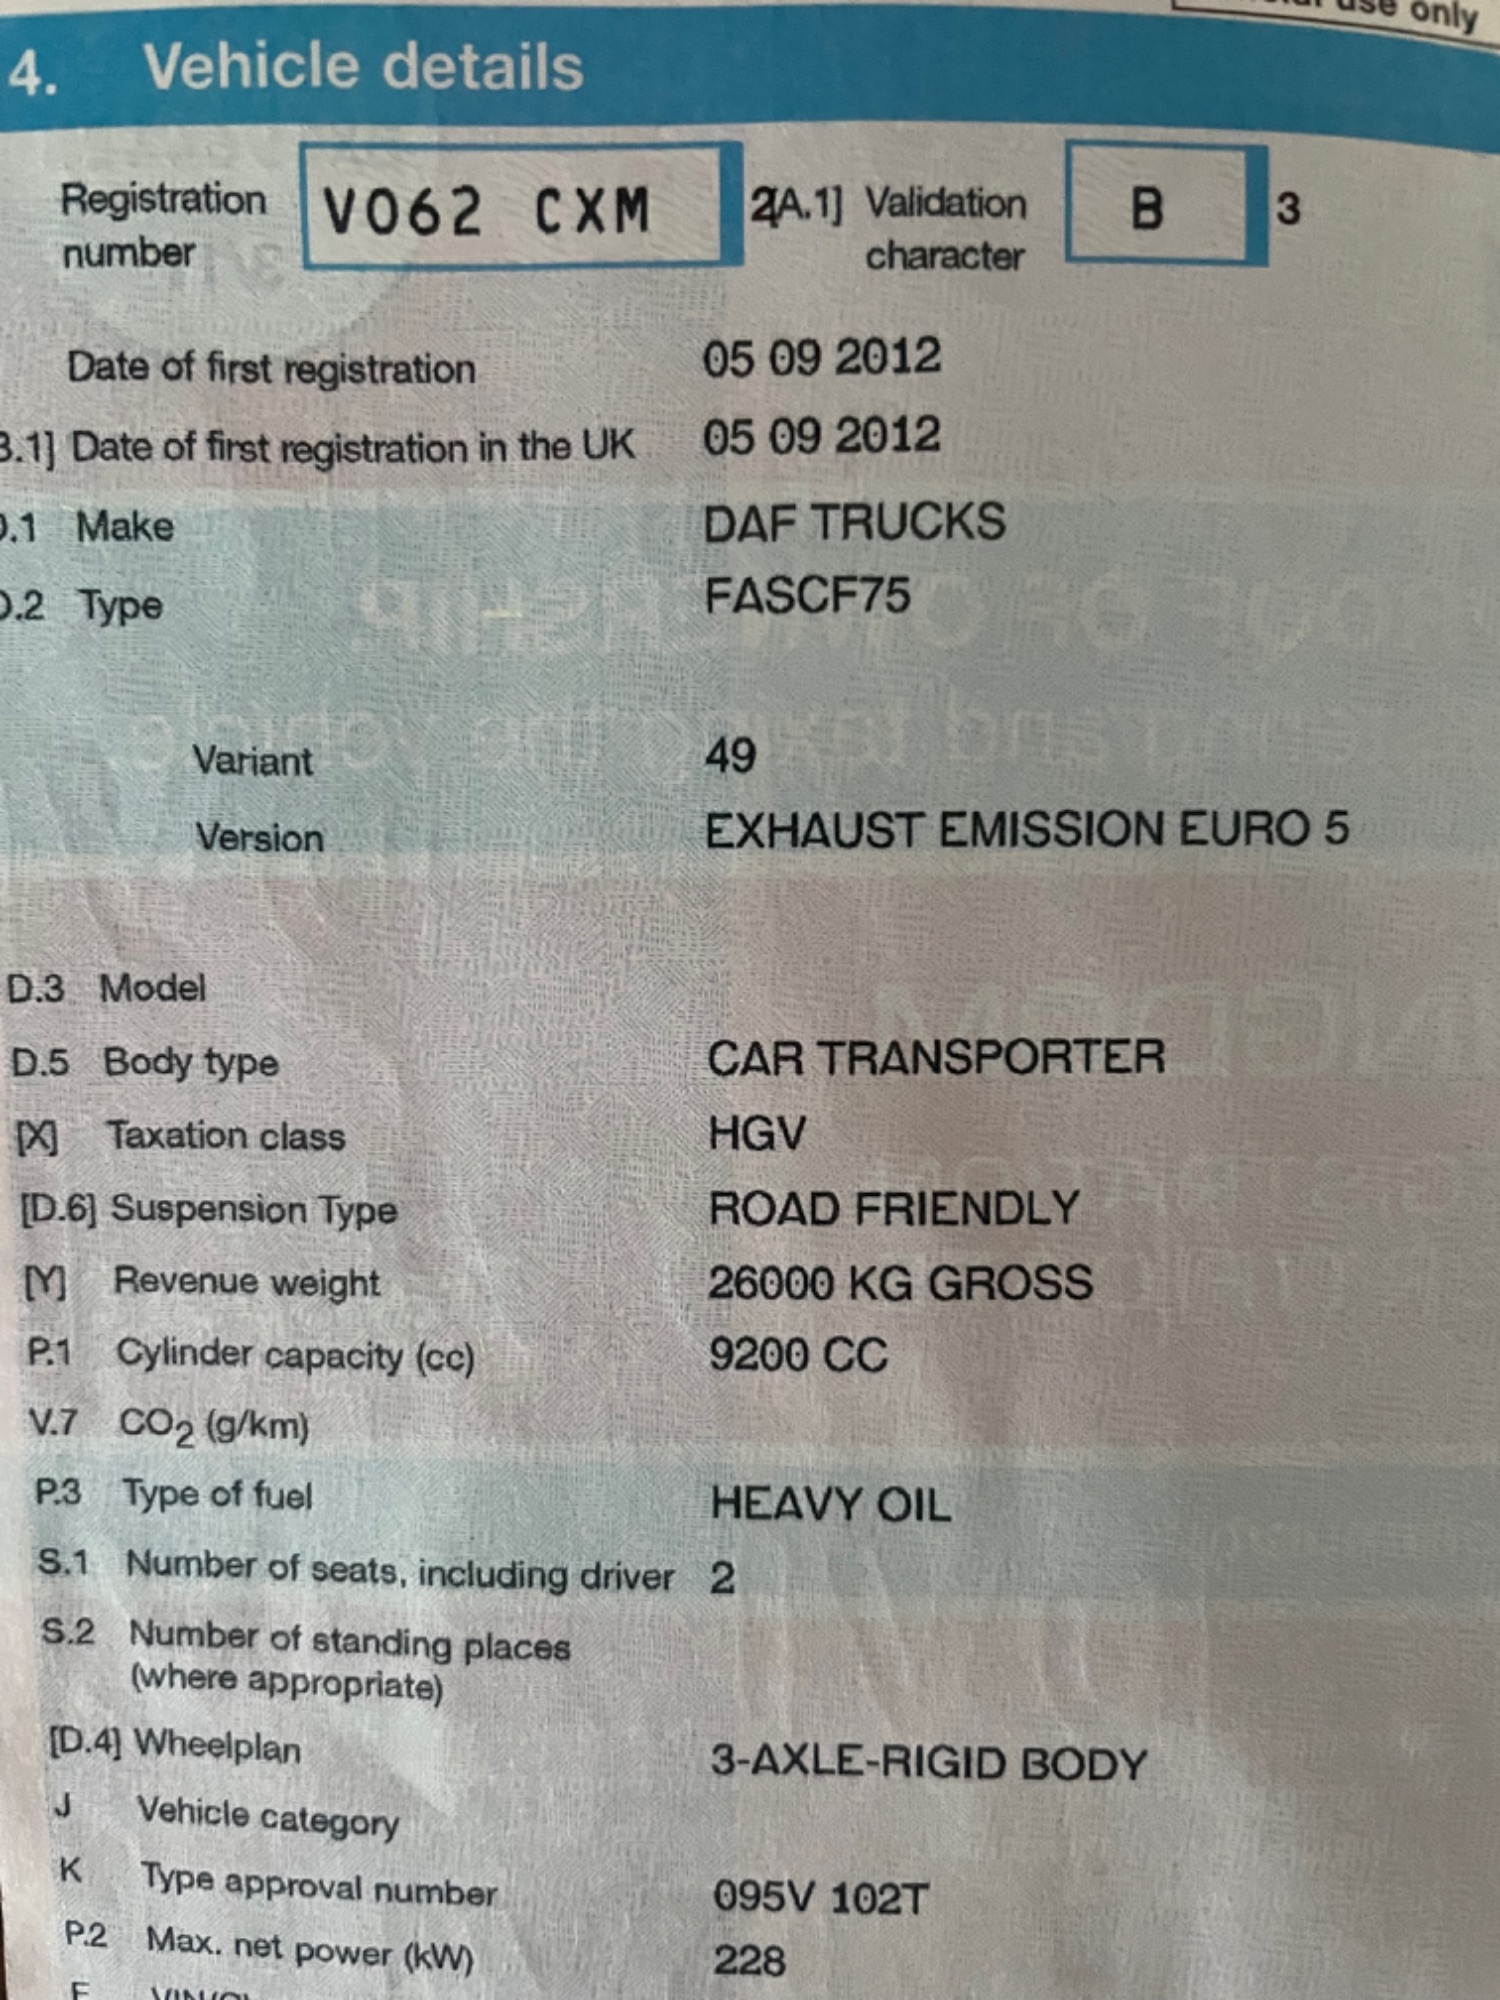 use only
4. Vehicle details
Registration number VO62 CXM 2[A.1] Validation character B 3
Date of first registration 05 09 2012
B.1] Date of first registration in the UK 05 09 2012
D.1 Make DAF TRUCKS
D.2 Type FASCF75
Variant 49
Version EXHAUST EMISSION EURO 5
D.3 Model
D.5 Body type CAR TRANSPORTER
[X] Taxation class HGV
[D.6] Suspension Type ROAD FRIENDLY
[Y] Revenue weight 26000 KG GROSS
P.1 Cylinder capacity (cc) 9200 CC
V.7 CO2 (g/km)
P.3 Type of fuel HEAVY OIL
S.1 Number of seats, including driver 2
S.2 Number of standing places
(where appropriate)
[D.4] Wheelplan 3-AXLE-RIGID BODY
J Vehicle category
K Type approval number 095V 102T
P.2 Max. net power (kW) 228